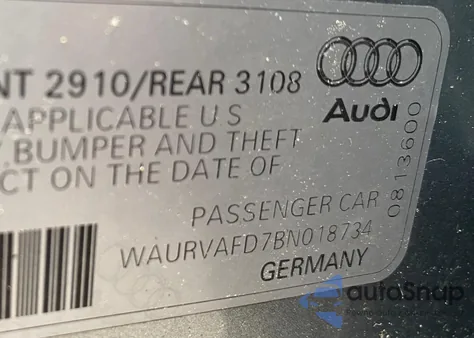 NT 2910/REAR 3108
APPLICABLE U S
BUMPER AND THEFT
CT ON THE DATE OF
Audi
PASSENGER CAR
WAURVAFD7BN018734
GERMANY
0813600
autoSnap